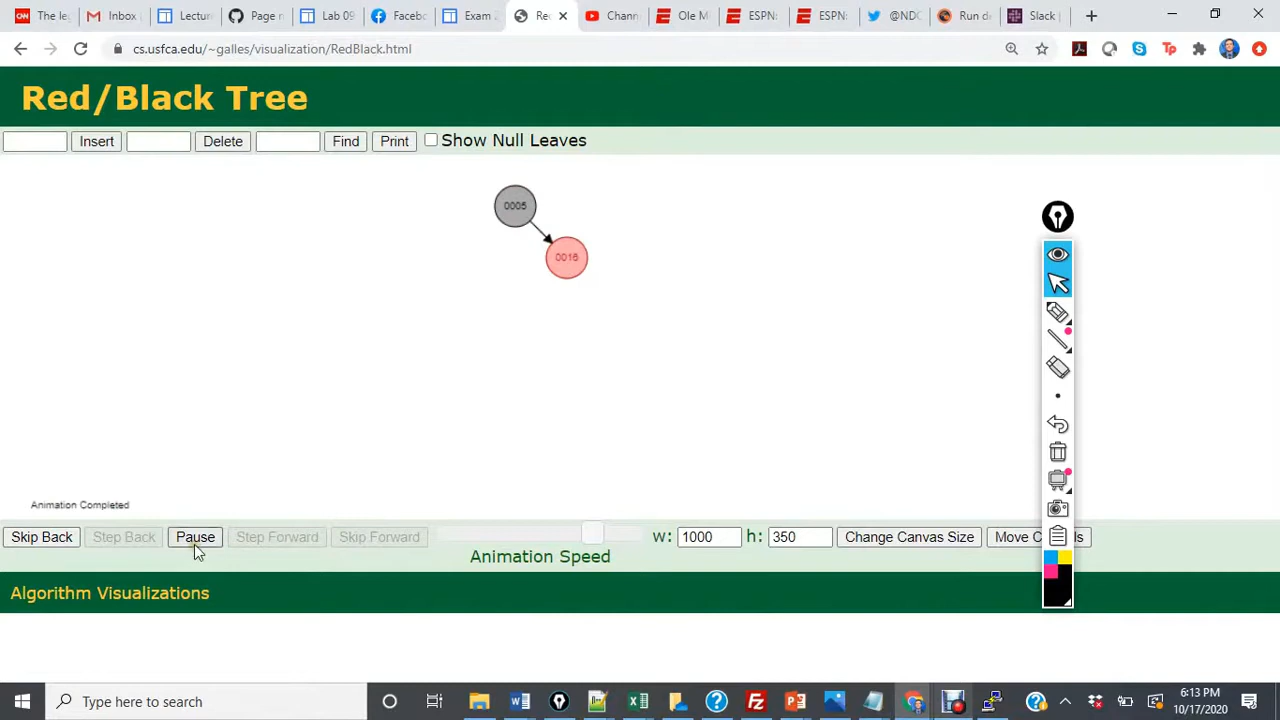 The le
Inbox
Lectur
Page n
Lab 09
Facebo
Exam 2
Rec
Chann
Ole M
ESPN:
ESPN:
@NDC
Run de
Slack |
cs.usfca.edu/~galles/visualization/RedBlack.html
Red/Black Tree
Insert Delete Find Print Show Null Leaves
0005
0016
Animation Completed
Skip Back Step Back Pause Step Forward Skip Forward w: 1000 h: 350 Change Canvas Size Move C ls
Animation Speed
Algorithm Visualizations
Type here to search
6:13 PM
10/17/2020